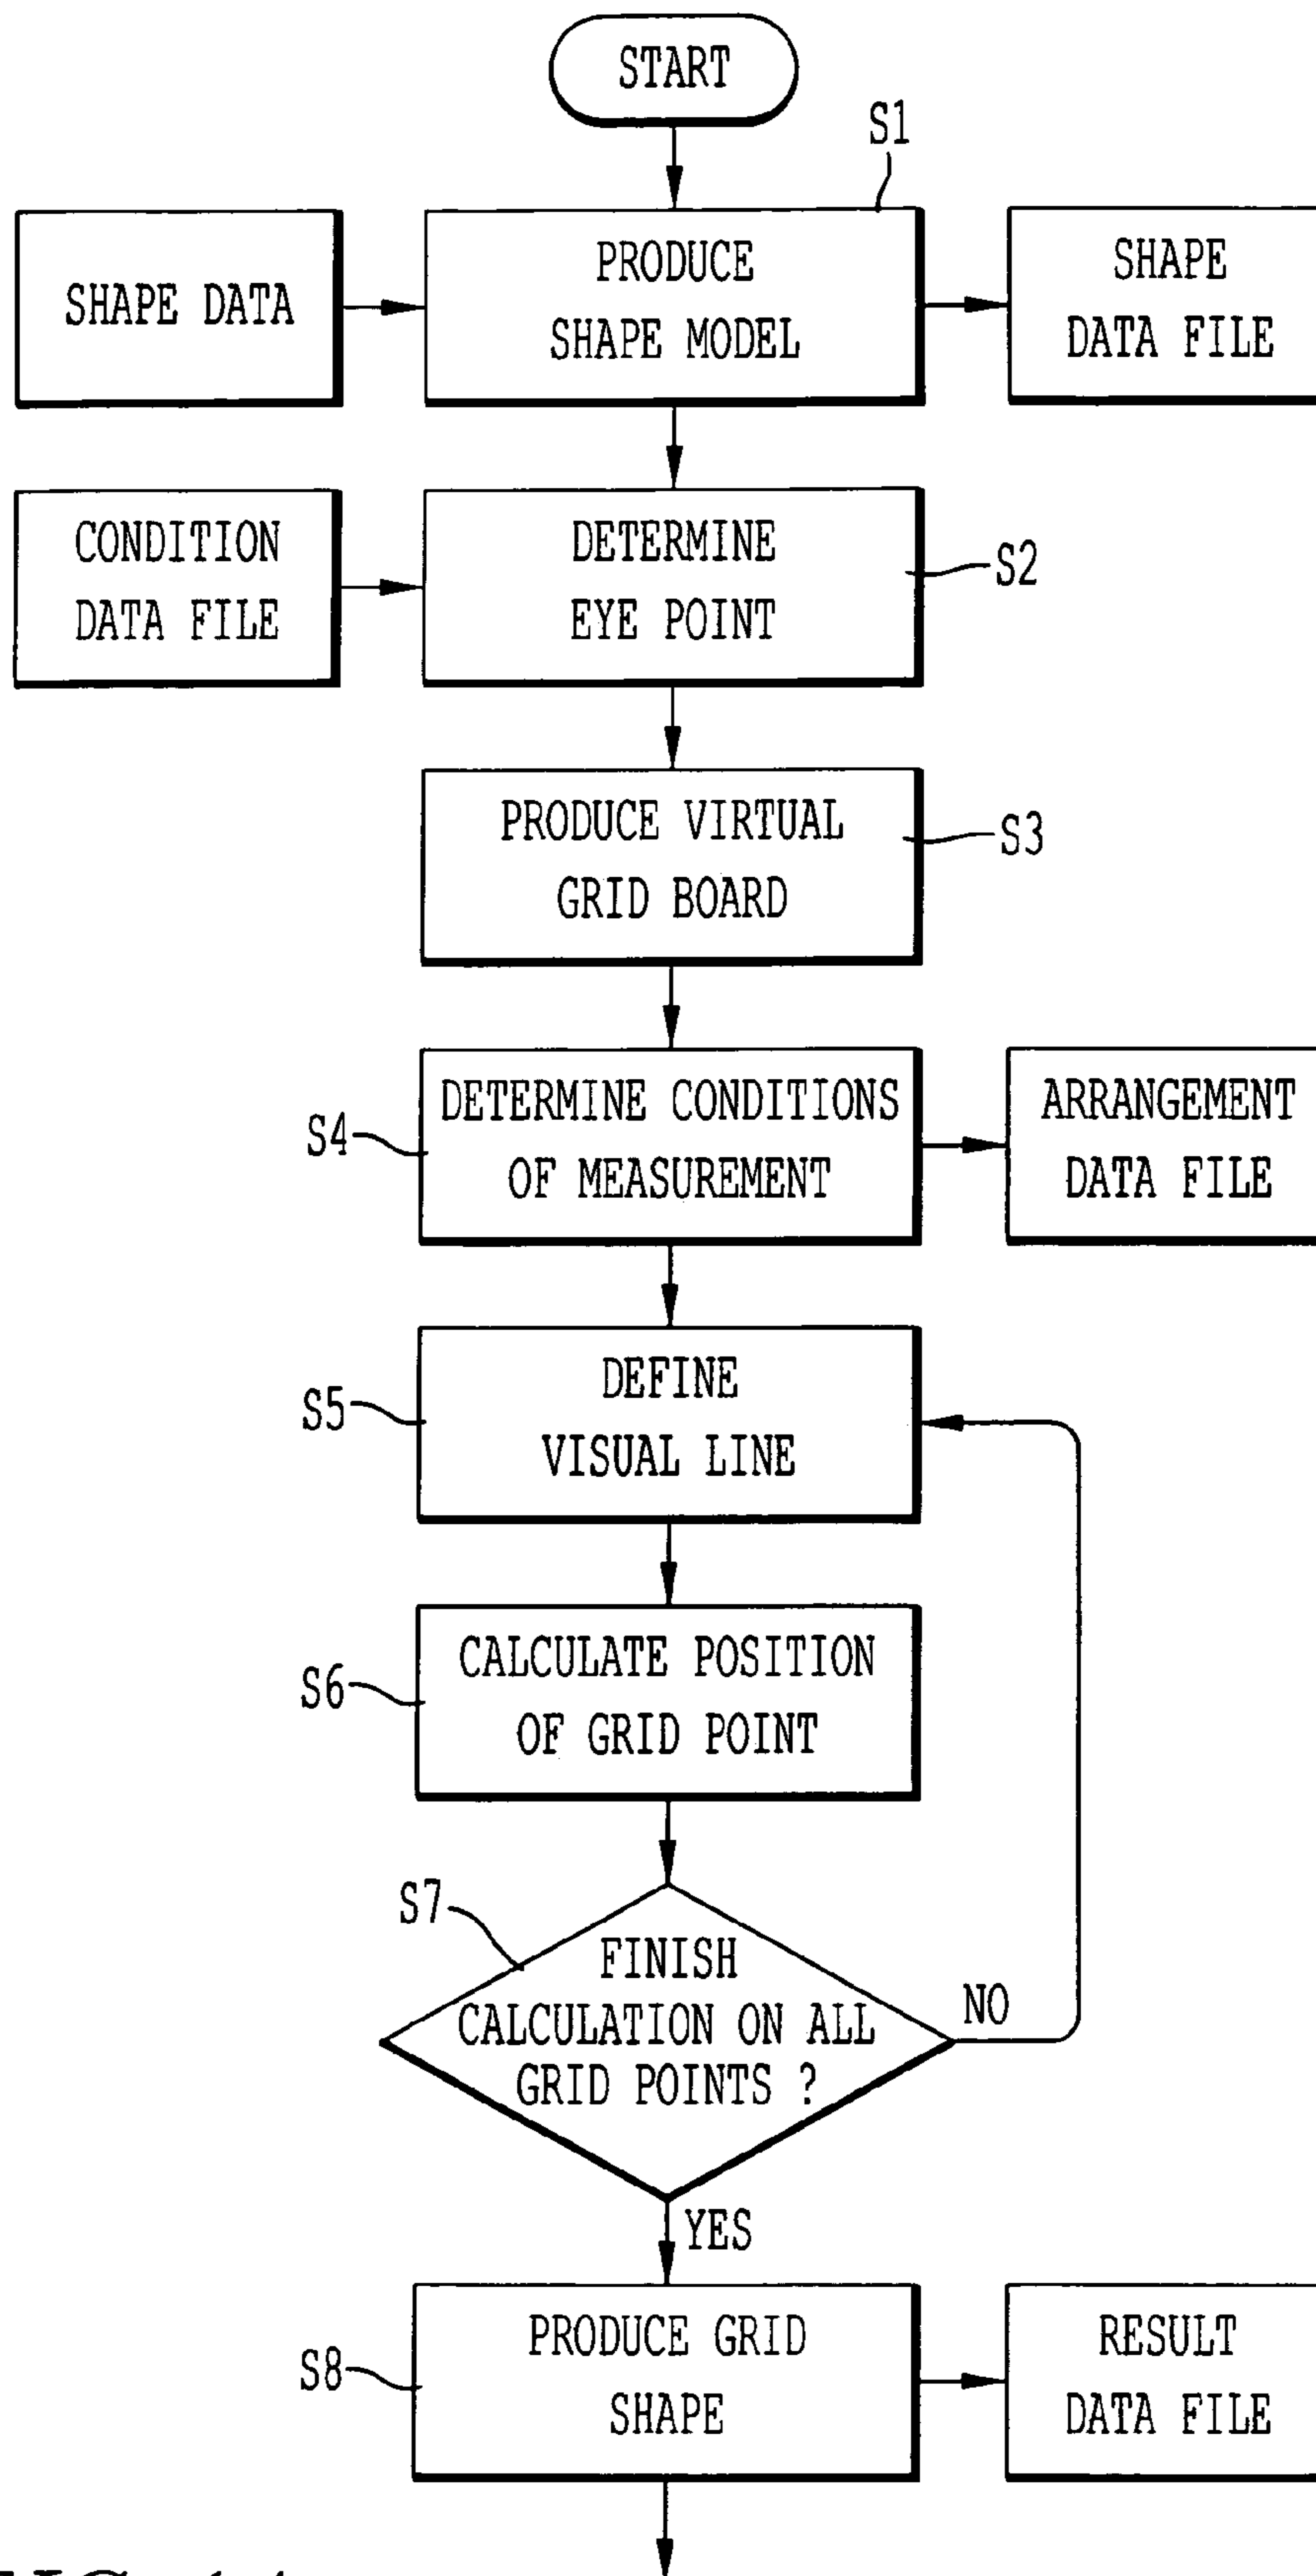 START
S1
SHAPE DATA
PRODUCE
SHAPE MODEL
SHAPE
DATA FILE
CONDITION
DATA FILE
DETERMINE
EYE POINT
S2
PRODUCE VIRTUAL
GRID BOARD
S3
S4
DETERMINE CONDITIONS
OF MEASUREMENT
ARRANGEMENT
DATA FILE
S5
DEFINE
VISUAL LINE
S6
CALCULATE POSITION
OF GRID POINT
S7
FINISH
CALCULATION ON ALL
GRID POINTS ?
NO
YES
S8
PRODUCE GRID
SHAPE
RESULT
DATA FILE